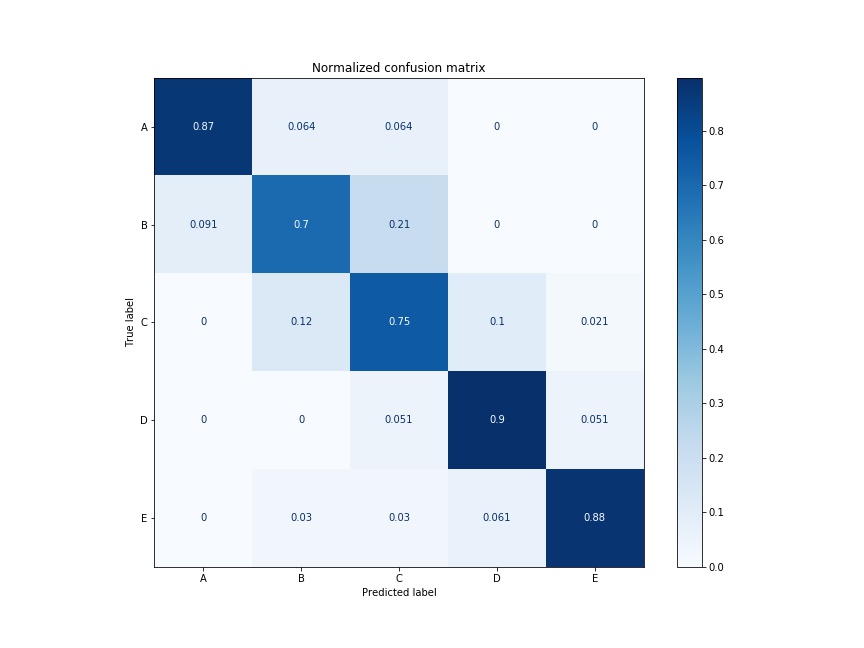 Normalized confusion matrix
A 0.87 0.064 0.064 0 0
B 0.091 0.7 0.21 0 0
C 0 0.12 0.75 0.1 0.021
D 0 0 0.051 0.9 0.051
E 0 0.03 0.03 0.061 0.88
A B C D E
Predicted label
True label
0.8
0.7
0.6
0.5
0.4
0.3
0.2
0.1
0.0